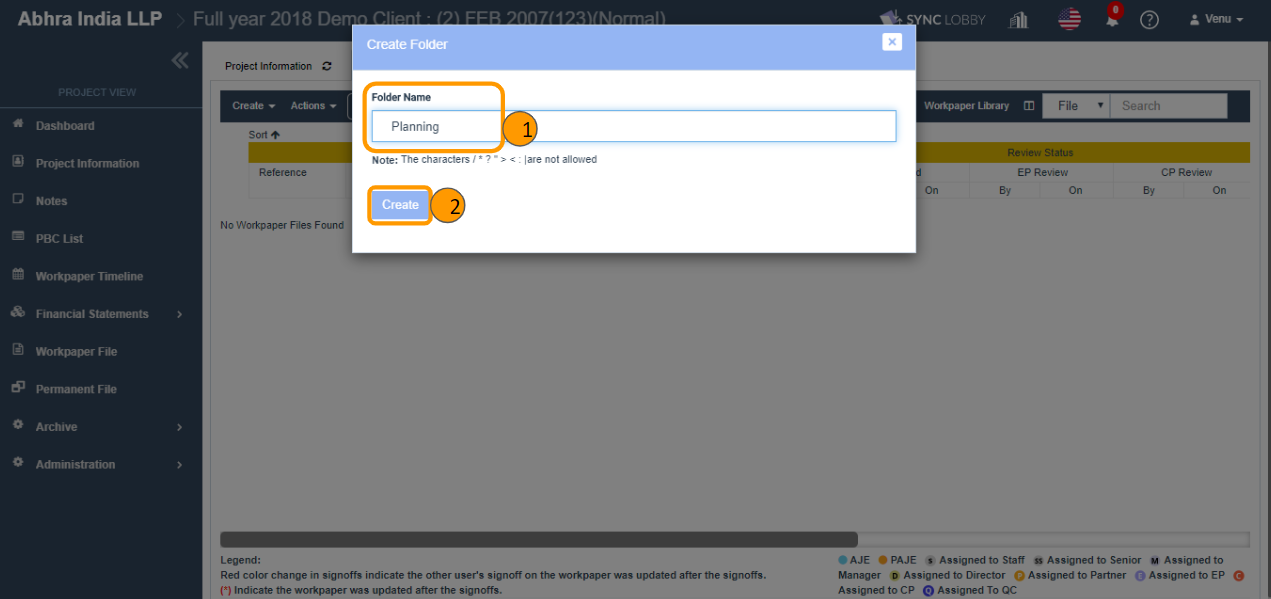 Abhra India LLP > Full year 2018 Demo Client : (2) FEB 2007(123)(Normal)
SYNC LOBBY
0
?
Venu
PROJECT VIEW
Dashboard
Project Information
Notes
PBC List
Workpaper Timeline
Financial Statements
Workpaper File
Permanent File
Archive
Administration
Project Information
Create Actions
Workpaper Library File Search
Sort
Review Status
Reference
EP Review CP Review
On By On By On
No Workpaper Files Found
Create Folder
×
Folder Name
Planning
1
Note: The characters / * ? " > < : |are not allowed
Create
2
Legend:
Red color change in signoffs indicate the other user's signoff on the workpaper was updated after the signoffs.
(*) Indicate the workpaper was updated after the signoffs.
AJE PAJE S Assigned to Staff SS Assigned to Senior M Assigned to
Manager D Assigned to Director P Assigned to Partner E Assigned to EP C
Assigned to CP Q Assigned To QC